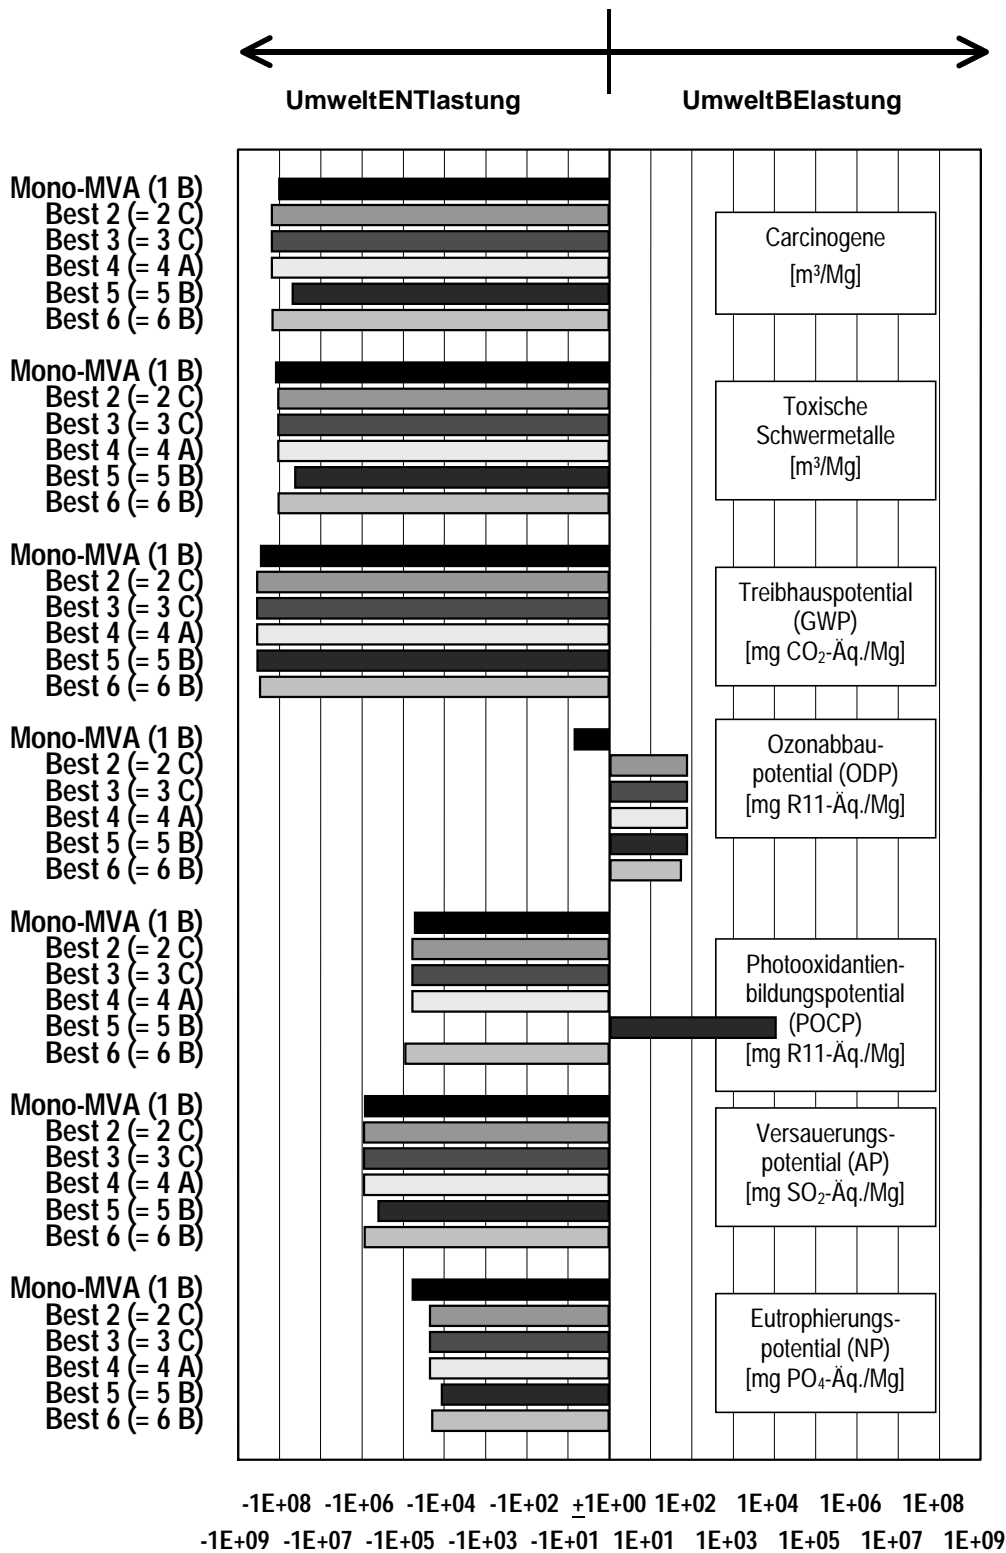 UmweltENTlastung
UmweltBElastung
Mono-MVA (1 B)
Best 2 (= 2 C)
Best 3 (= 3 C)
Best 4 (= 4 A)
Best 5 (= 5 B)
Best 6 (= 6 B)
Carcinogene
[m³/Mg]
Mono-MVA (1 B)
Best 2 (= 2 C)
Best 3 (= 3 C)
Best 4 (= 4 A)
Best 5 (= 5 B)
Best 6 (= 6 B)
Toxische
Schwermetalle
[m³/Mg]
Mono-MVA (1 B)
Best 2 (= 2 C)
Best 3 (= 3 C)
Best 4 (= 4 A)
Best 5 (= 5 B)
Best 6 (= 6 B)
Treibhauspotential
(GWP)
[mg CO₂-Äq./Mg]
Mono-MVA (1 B)
Best 2 (= 2 C)
Best 3 (= 3 C)
Best 4 (= 4 A)
Best 5 (= 5 B)
Best 6 (= 6 B)
Ozonabbau-
potential (ODP)
[mg R11-Äq./Mg]
Mono-MVA (1 B)
Best 2 (= 2 C)
Best 3 (= 3 C)
Best 4 (= 4 A)
Best 5 (= 5 B)
Best 6 (= 6 B)
Photooxidantien-
bildungspotential
(POCP)
[mg R11-Äq./Mg]
Mono-MVA (1 B)
Best 2 (= 2 C)
Best 3 (= 3 C)
Best 4 (= 4 A)
Best 5 (= 5 B)
Best 6 (= 6 B)
Versauerungs-
potential (AP)
[mg SO₂-Äq./Mg]
Mono-MVA (1 B)
Best 2 (= 2 C)
Best 3 (= 3 C)
Best 4 (= 4 A)
Best 5 (= 5 B)
Best 6 (= 6 B)
Eutrophierungs-
potential (NP)
[mg PO₄-Äq./Mg]
-1E+08 -1E+06 -1E+04 -1E+02 ±1E+00 1E+02 1E+04 1E+06 1E+08
-1E+09 -1E+07 -1E+05 -1E+03 -1E+01 1E+01 1E+03 1E+05 1E+07 1E+09